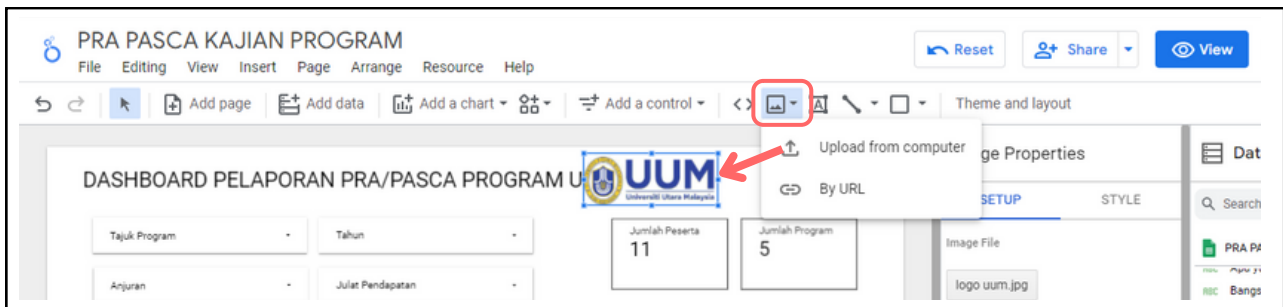 PRA PASCA KAJIAN PROGRAM
File Editing View Insert Page Arrange Resource Help
Reset
Share
View
Add page
Add data
Add a chart
Add a control
Theme and layout
Upload from computer
By URL
DASHBOARD PELAPORAN PRA/PASCA PROGRAM U
UUM
Universiti Utara Malaysia
ge Properties
SETUP
STYLE
Image File
logo uum.jpg
Dat
Search
PRA PA
Bangs
Tajuk Program
Tahun
Jumlah Peserta
11
Jumlah Program
5
Anjuran
Julat Pendapatan